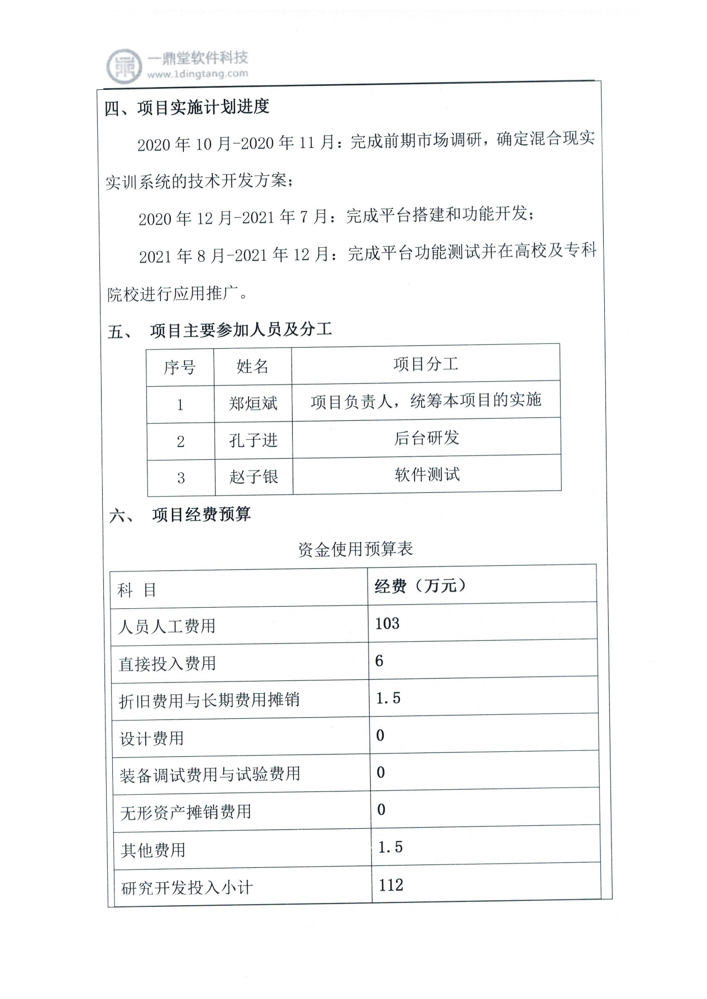 一鼎堂软件科技
www.1dingtang.com
四、项目实施计划进度
2020 年 10 月-2020 年 11 月：完成前期市场调研，确定混合现实
实训系统的技术开发方案；
2020 年 12 月-2021 年 7 月：完成平台搭建和功能开发；
2021 年 8 月-2021 年 12 月：完成平台功能测试并在高校及专科
院校进行应用推广。
五、 项目主要参加人员及分工
序号 姓名 项目分工
1 郑烜斌 项目负责人，统筹本项目的实施
2 孔子进 后台研发
3 赵子银 软件测试
六、 项目经费预算
资金使用预算表
科 目 经费（万元）
人员人工费用 103
直接投入费用 6
折旧费用与长期费用摊销 1.5
设计费用 0
装备调试费用与试验费用 0
无形资产摊销费用 0
其他费用 1.5
研究开发投入小计 112